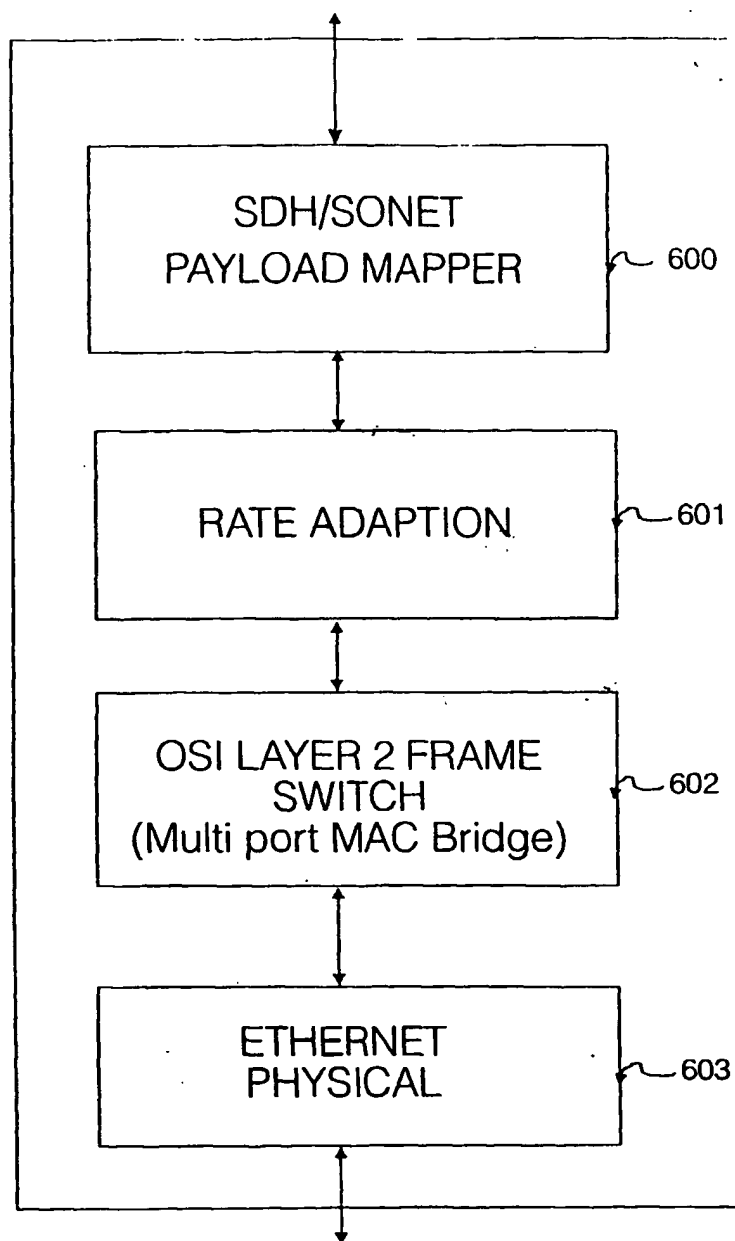 SDH/SONET
PAYLOAD MAPPER
600
RATE ADAPTION
601
OSI LAYER 2 FRAME
SWITCH
(Multi port MAC Bridge)
602
ETHERNET
PHYSICAL
603